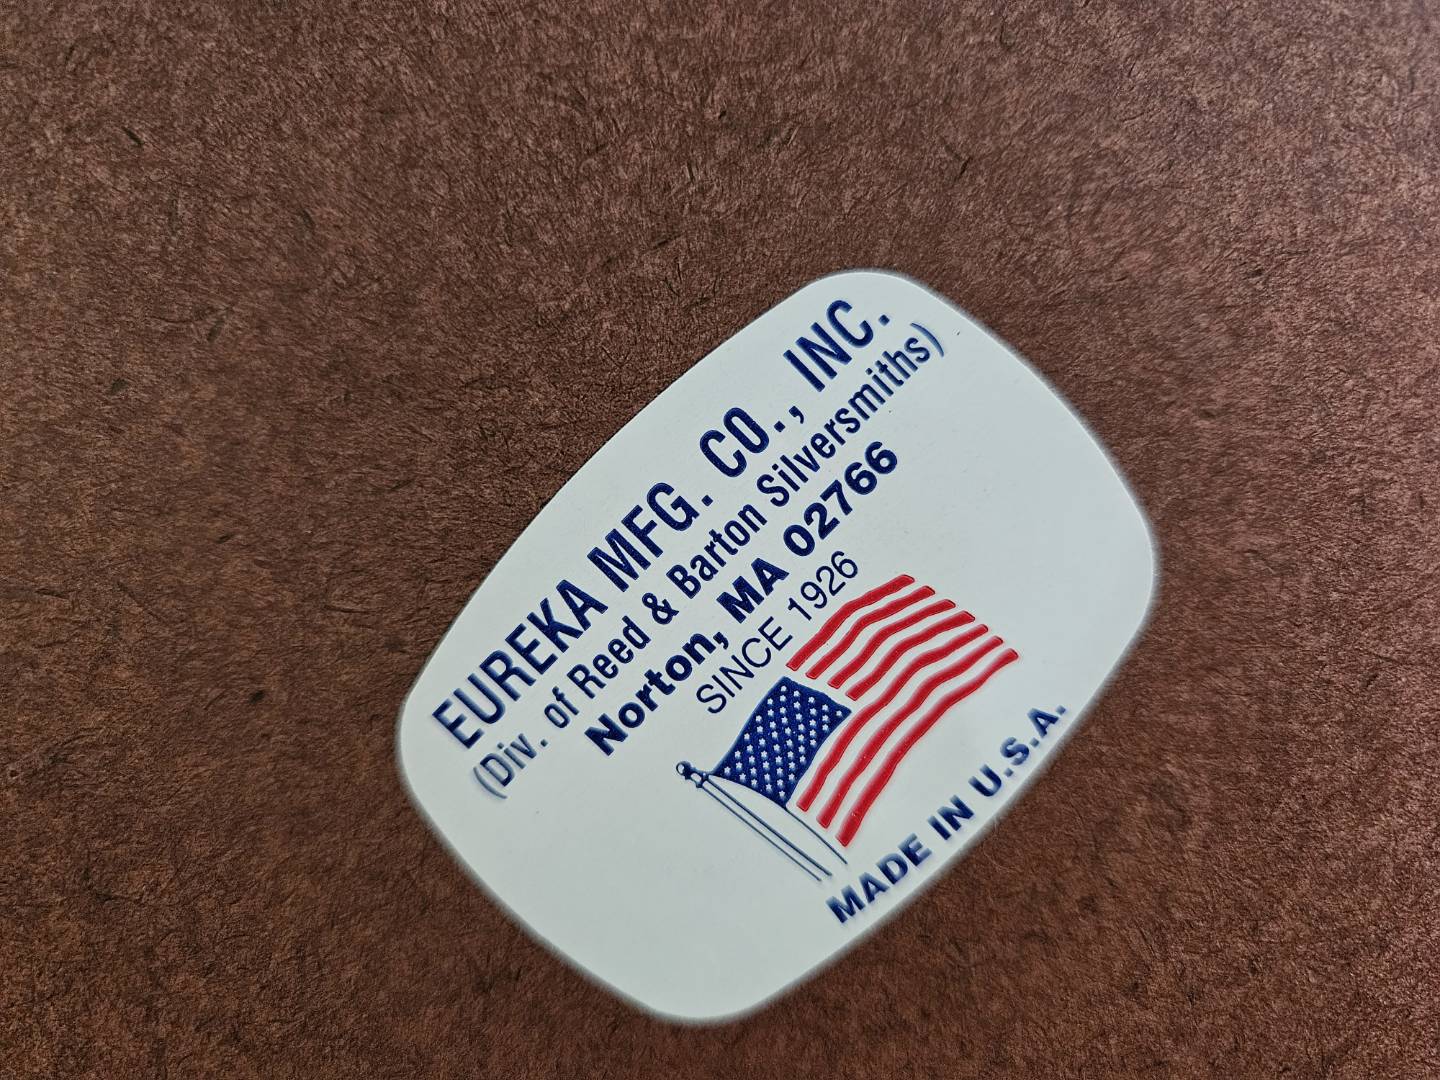 EUREKA MFG. CO., INC.
(Div. of Reed & Barton Silversmiths)
Norton, MA 02766
SINCE 1926
MADE IN U.S.A.